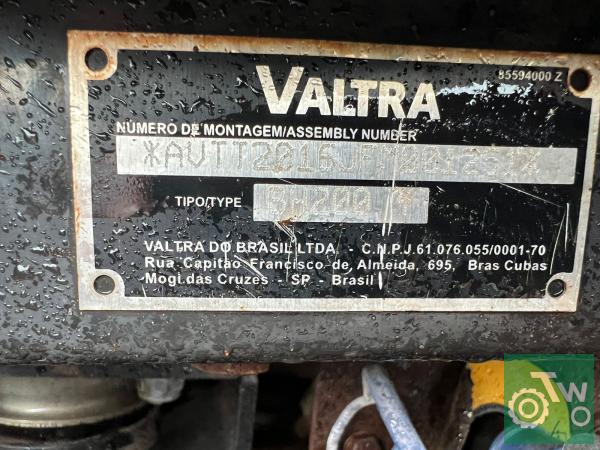 VALTRA
85594000 Z
NÚMERO DE MONTAGEM/ASSEMBLY NUMBER
TIPO/TYPE
VALTRA DO BRASIL LTDA - C.N.P.J.61.076.055/0001-70
Rua Capitão Francisco de Almeida, 695, Bras Cubas
Mogi das Cruzes - SP - Brasil
TWO